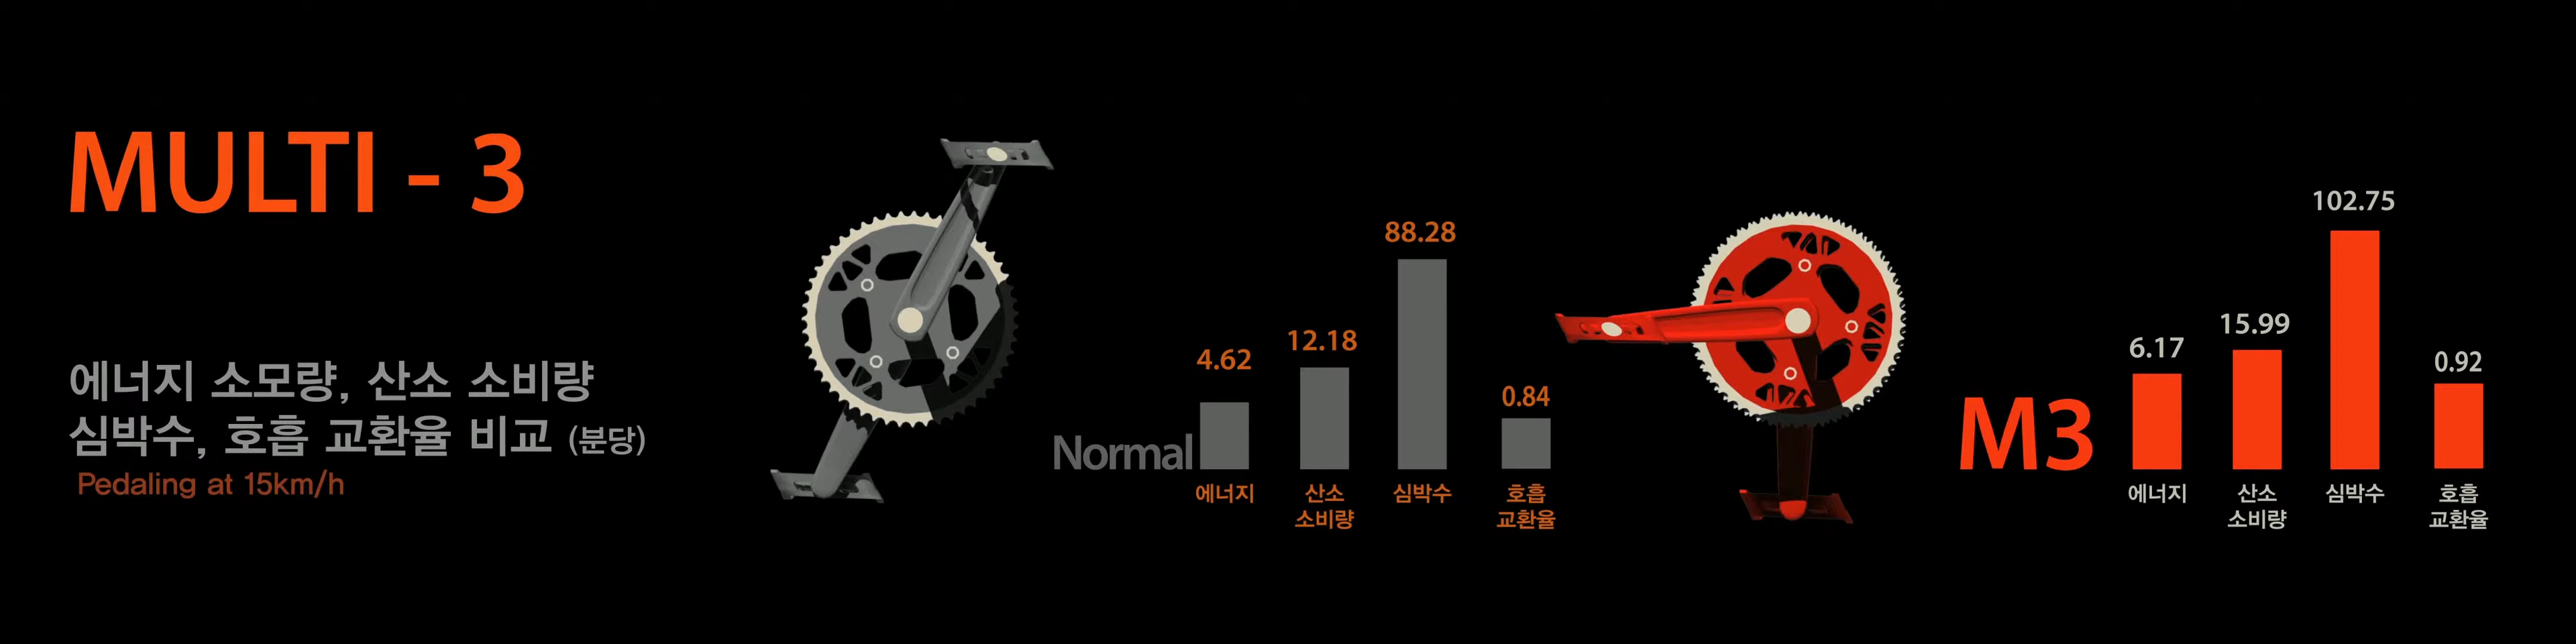 MULTI - 3
에너지 소모량, 산소 소비량
심박수, 호흡 교환율 비교 (분당)
Pedaling at 15km/h
Normal
4.62
12.18
88.28
0.84
에너지
산소
소비량
심박수
호흡
교환율
M3
6.17
15.99
102.75
0.92
에너지
산소
소비량
심박수
호흡
교환율